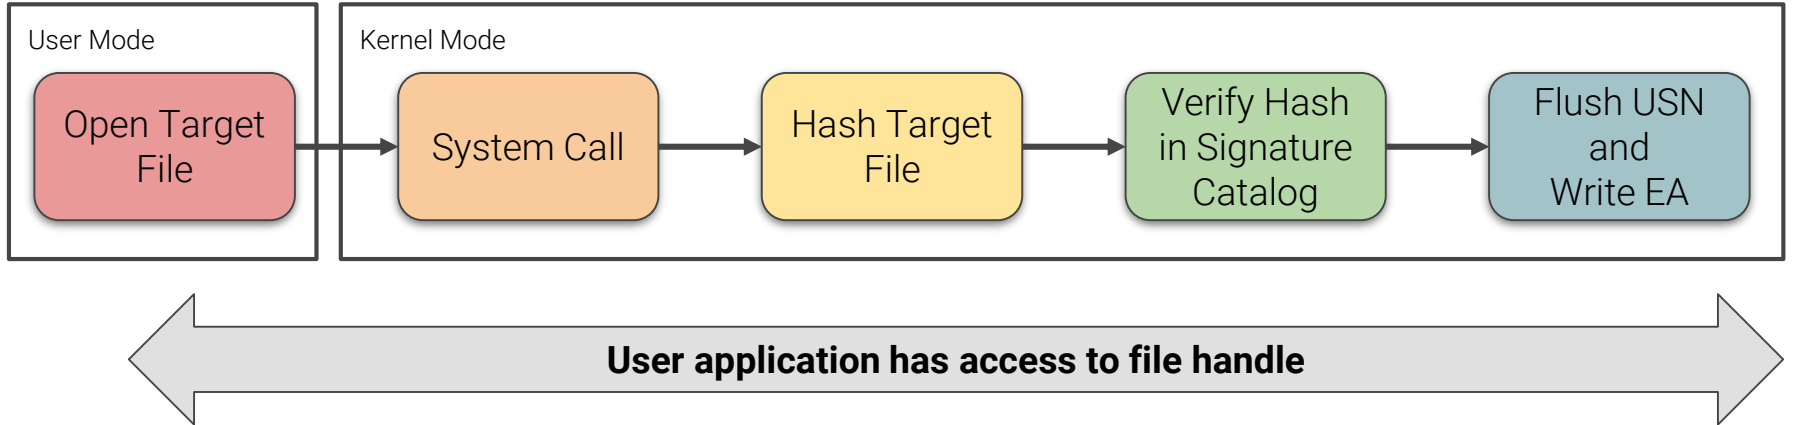 User Mode
Kernel Mode
Open Target
File
System Call
Hash Target
File
Verify Hash
in Signature
Catalog
Flush USN
and
Write EA
User application has access to file handle